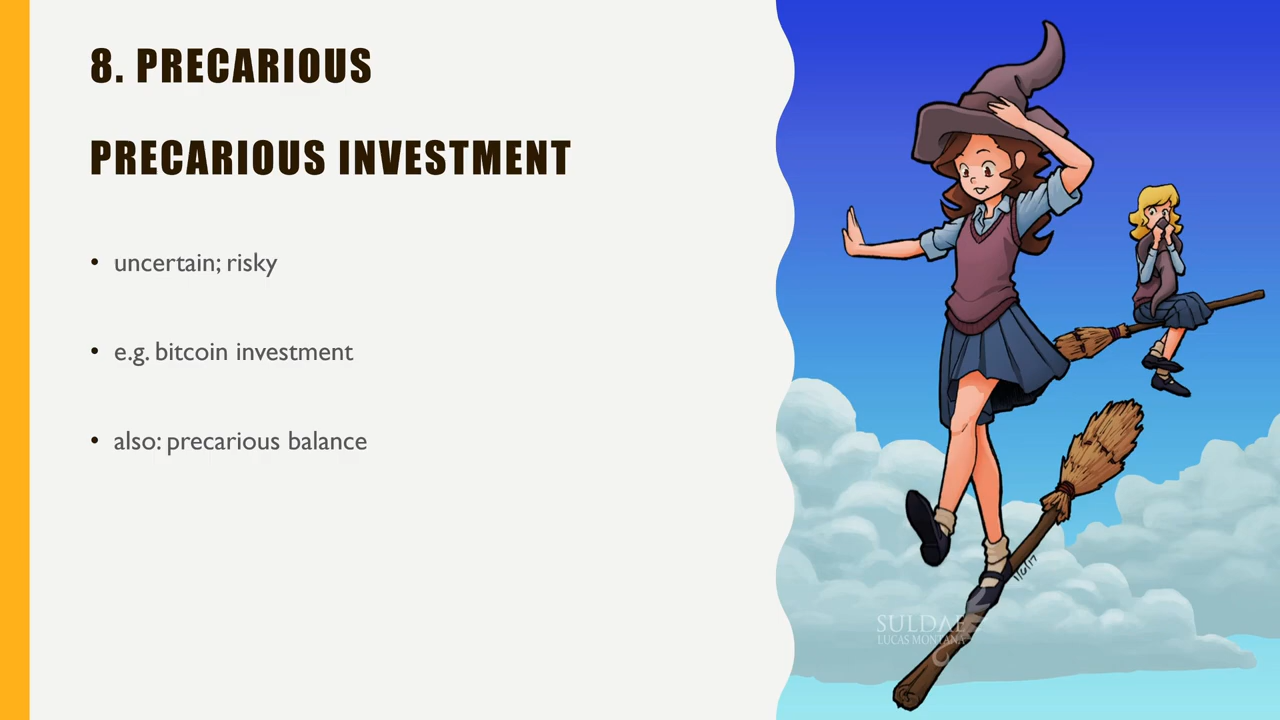 8. PRECARIOUS
PRECARIOUS INVESTMENT
• uncertain; risky
• e.g. bitcoin investment
• also: precarious balance
SULDAE
LUCAS MONTANA